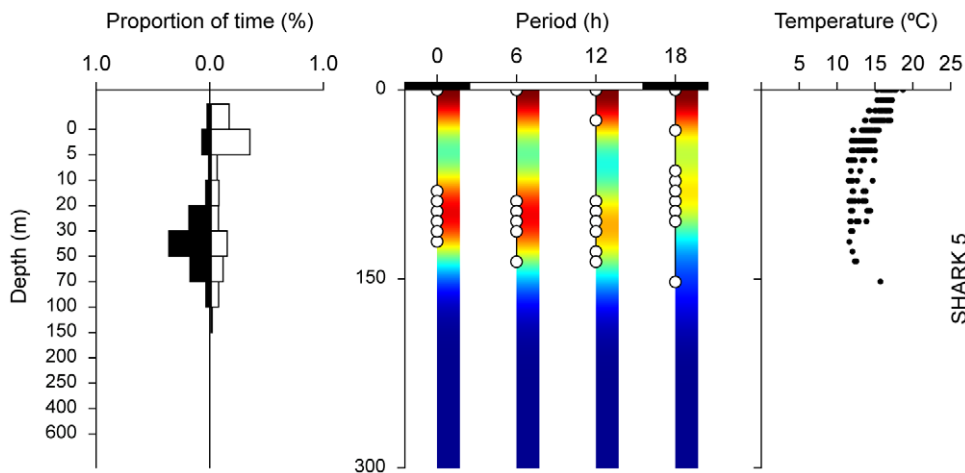 Proportion of time (%)
1.0 0.0 1.0
Depth (m)
0
5
10
20
30
50
70
100
150
200
250
400
600
Period (h)
0 6 12 18
0
150
300
Temperature (ºC)
5 10 15 20 25
SHARK 5